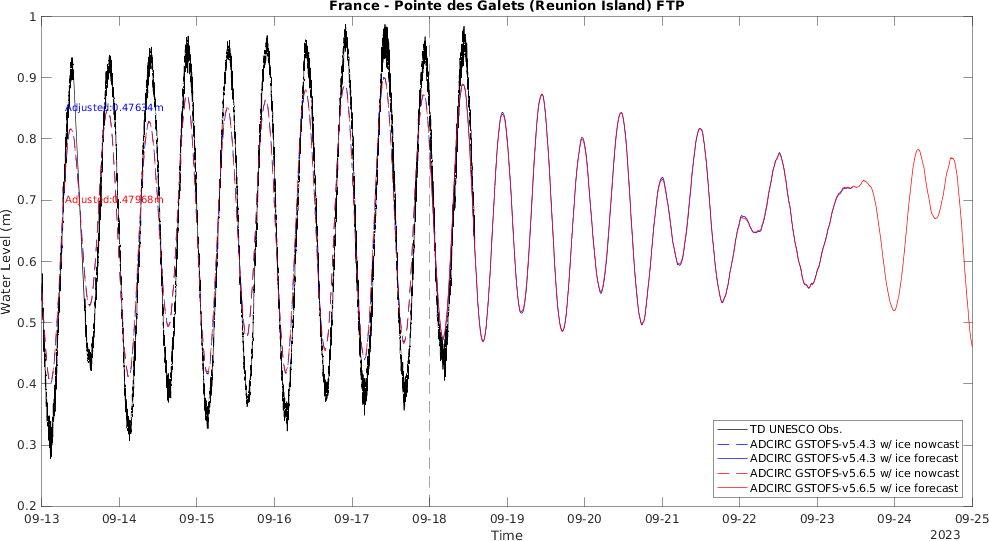 France - Pointe des Galets (Reunion Island) FTP
1
0.9
0.8
0.7
0.6
0.5
0.4
0.3
0.2
Water Level (m)
Adjusted:0.47634m
Adjusted:0.47968m
TD UNESCO Obs.
ADCIRC GSTOFS-v5.4.3 w/ ice nowcast
ADCIRC GSTOFS-v5.4.3 w/ ice forecast
ADCIRC GSTOFS-v5.6.5 w/ ice nowcast
ADCIRC GSTOFS-v5.6.5 w/ ice forecast
09-13 09-14 09-15 09-16 09-17 09-18 09-19 09-20 09-21 09-22 09-23 09-24 09-25
Time
2023